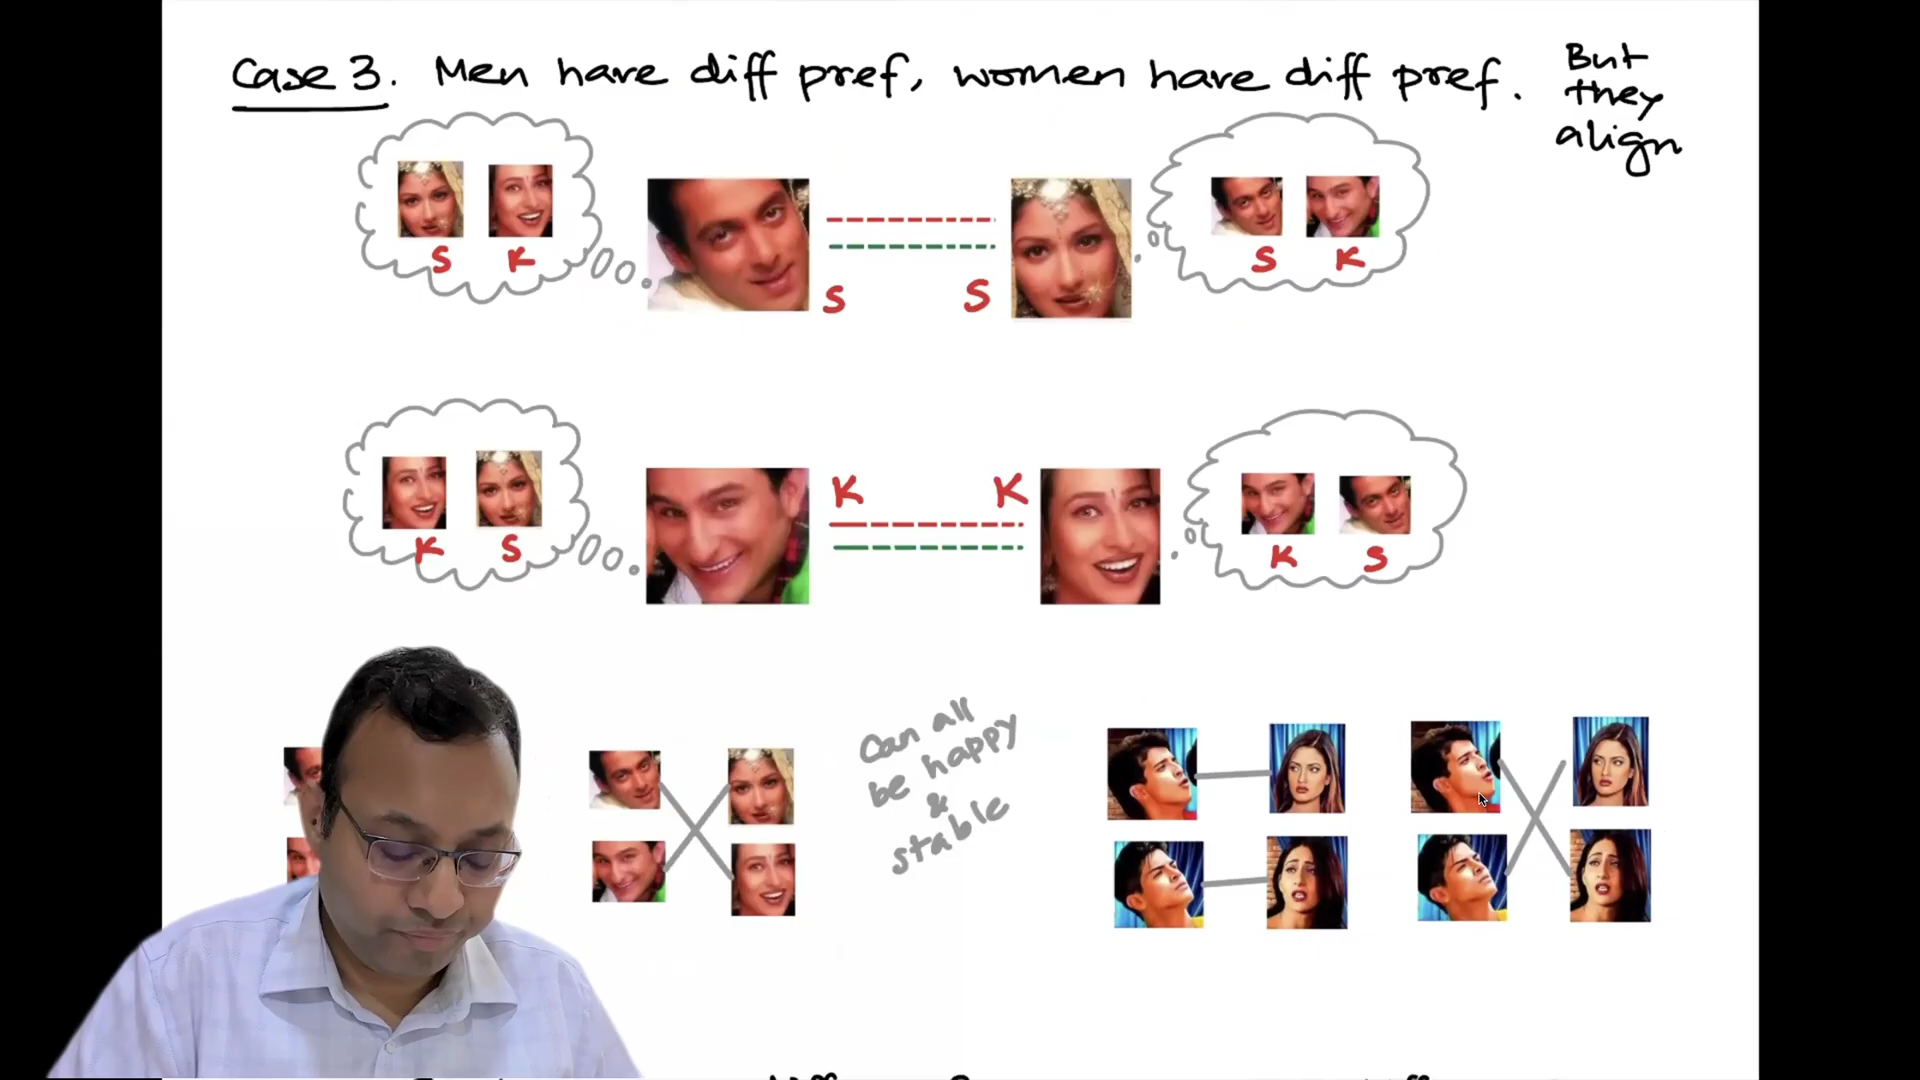 Case 3. Men have diff pref, women have diff pref.
But
they
align
S K
S S
S K
K K
K S
K S
Can all
be happy
&
stable